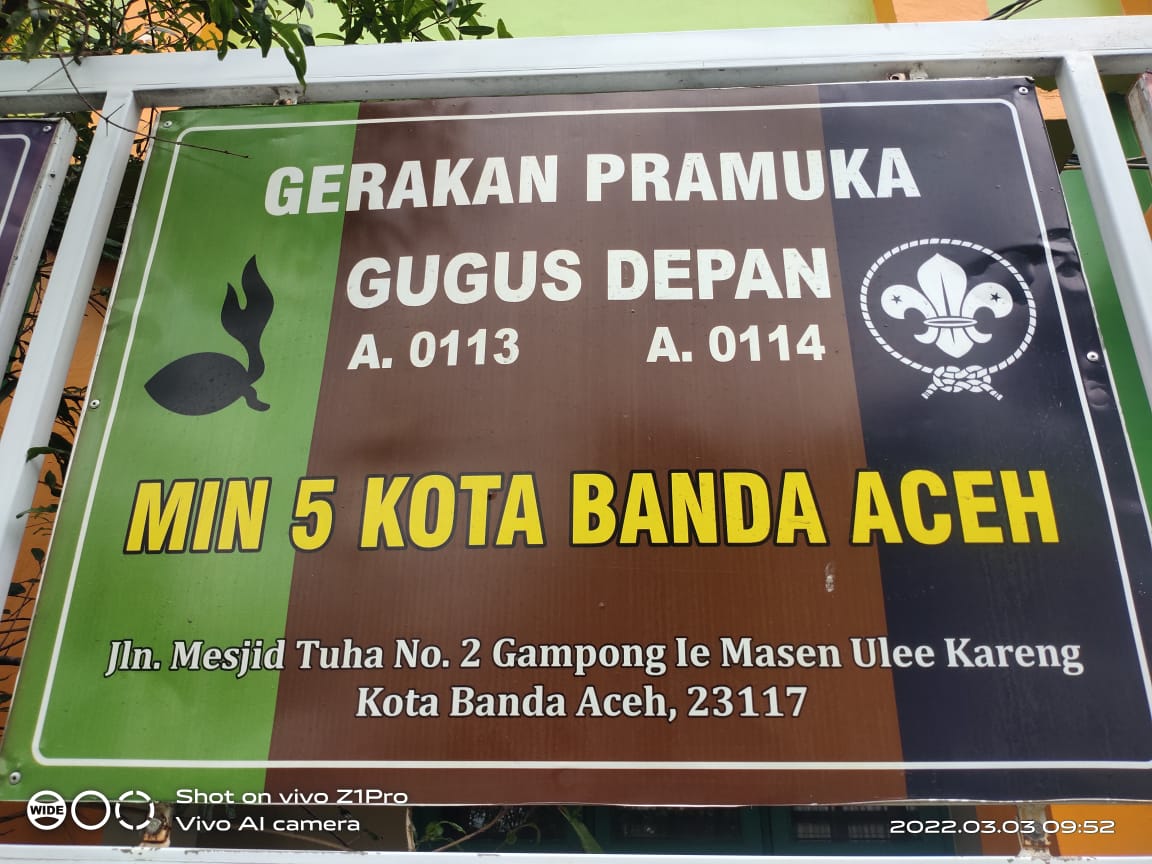 GERAKAN PRAMUKA
GUGUS DEPAN
A. 0113 A. 0114
MIN 5 KOTA BANDA ACEH
Jln. Mesjid Tuha No. 2 Gampong Ie Masen Ulee Kareng
Kota Banda Aceh, 23117
WIDE
Shot on vivo Z1Pro
Vivo AI camera
2022.03.03 09:52